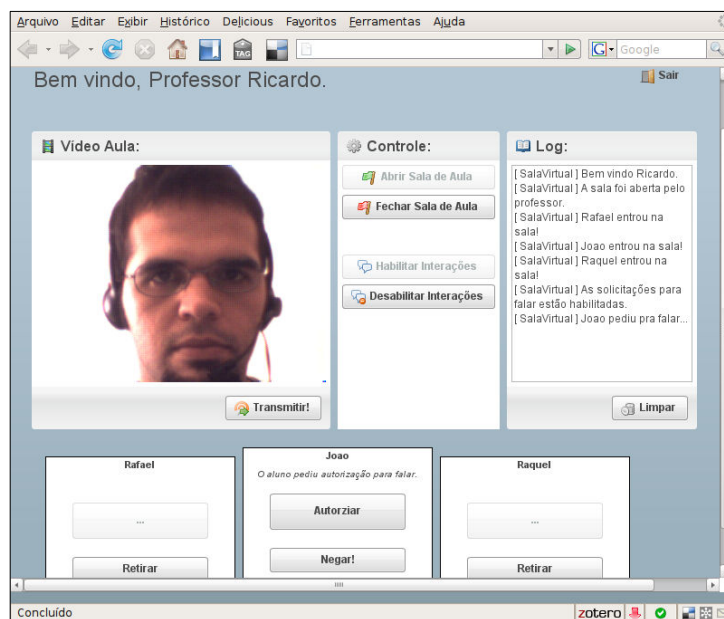 Arquivo Editar Exibir Histórico Delicious Favoritos Ferramentas Ajuda
TAG
G Google
Bem vindo, Professor Ricardo.
Sair
Vídeo Aula:
Transmitir!
Controle:
Abrir Sala de Aula
Fechar Sala de Aula
Habilitar Interações
Desabilitar Interações
Log:
[ SalaVirtual ] Bem vindo Ricardo.
[ SalaVirtual ] A sala foi aberta pelo
professor.
[ SalaVirtual ] Rafael entrou na
sala!
[ SalaVirtual ] Joao entrou na sala!
[ SalaVirtual ] Raquel entrou na
sala!
[ SalaVirtual ] As solicitações para
falar estão habilitadas.
[ SalaVirtual ] Joao pediu pra falar...
Limpar
Rafael
...
Retirar
Joao
O aluno pediu autorização para falar.
Autorziar
Negar!
Raquel
...
Retirar
Concluído
zotero